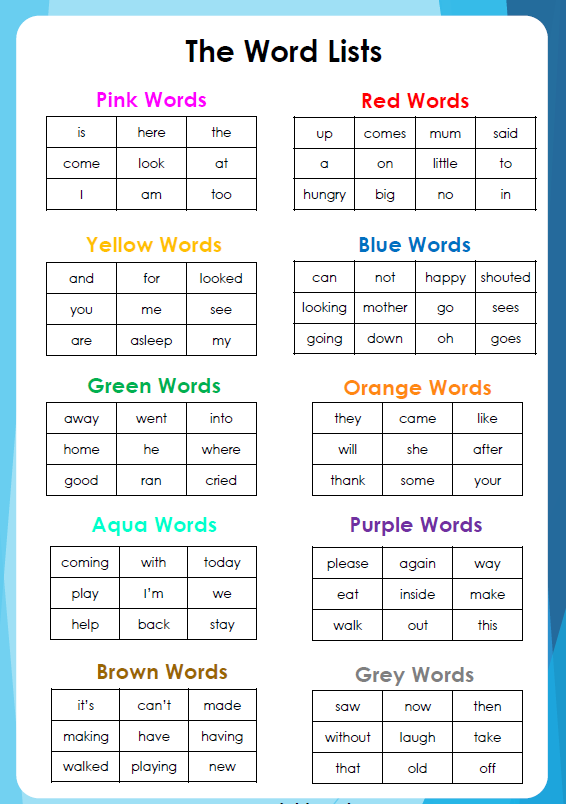 The Word Lists
Pink Words
is here the
come look at
I am too
Red Words
up comes mum said
a on little to
hungry big no in
Yellow Words
and for looked
you me see
are asleep my
Blue Words
can not happy shouted
looking mother go sees
going down oh goes
Green Words
away went into
home he where
good ran cried
Orange Words
they came like
will she after
thank some your
Aqua Words
coming with today
play I'm we
help back stay
Purple Words
please again way
eat inside make
walk out this
Brown Words
it's can't made
making have having
walked playing new
Grey Words
saw now then
without laugh take
that old off